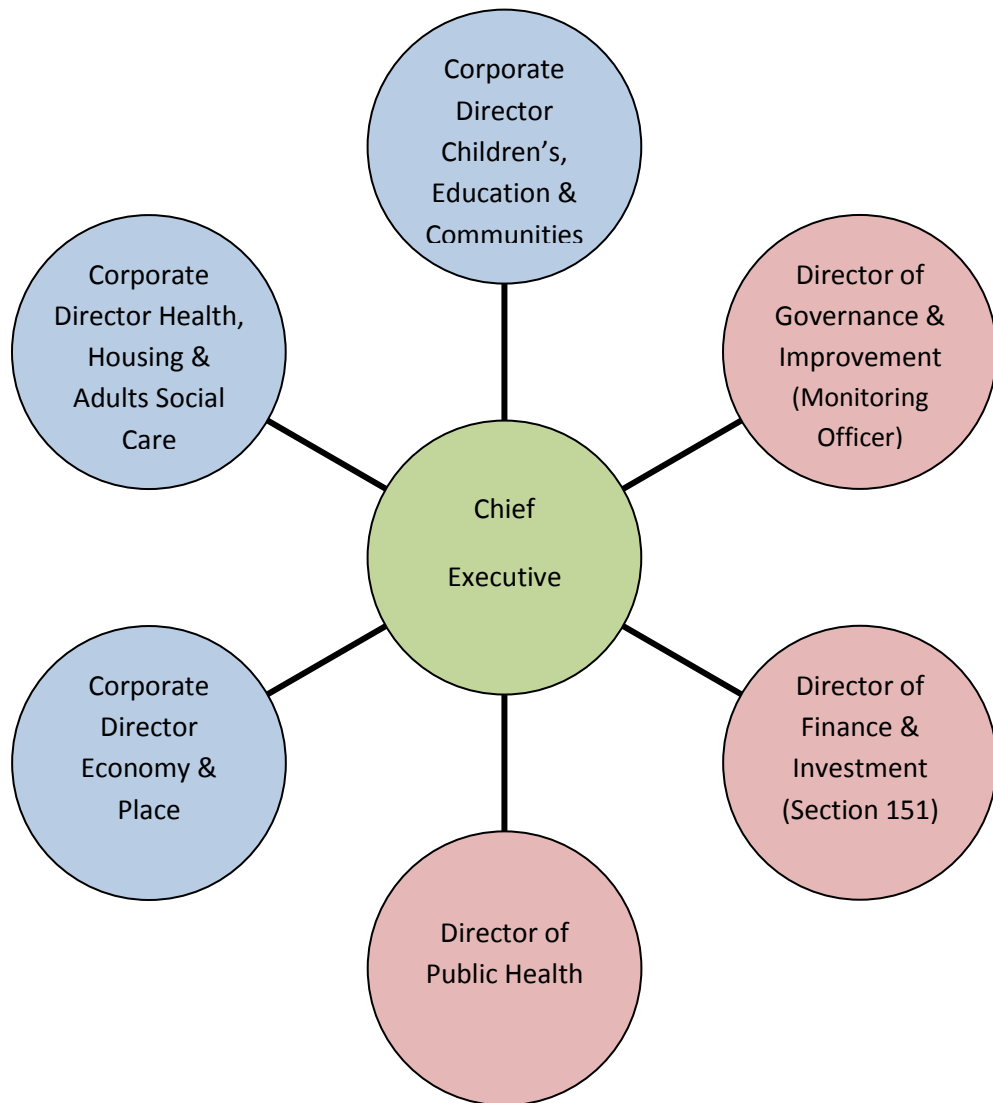 Corporate
Director
Children’s,
Education &
Communities
Corporate
Director Health,
Housing &
Adults Social
Care
Director of
Governance &
Improvement
(Monitoring
Officer)
Chief
Executive
Corporate
Director
Economy &
Place
Director of
Finance &
Investment
(Section 151)
Director of
Public Health